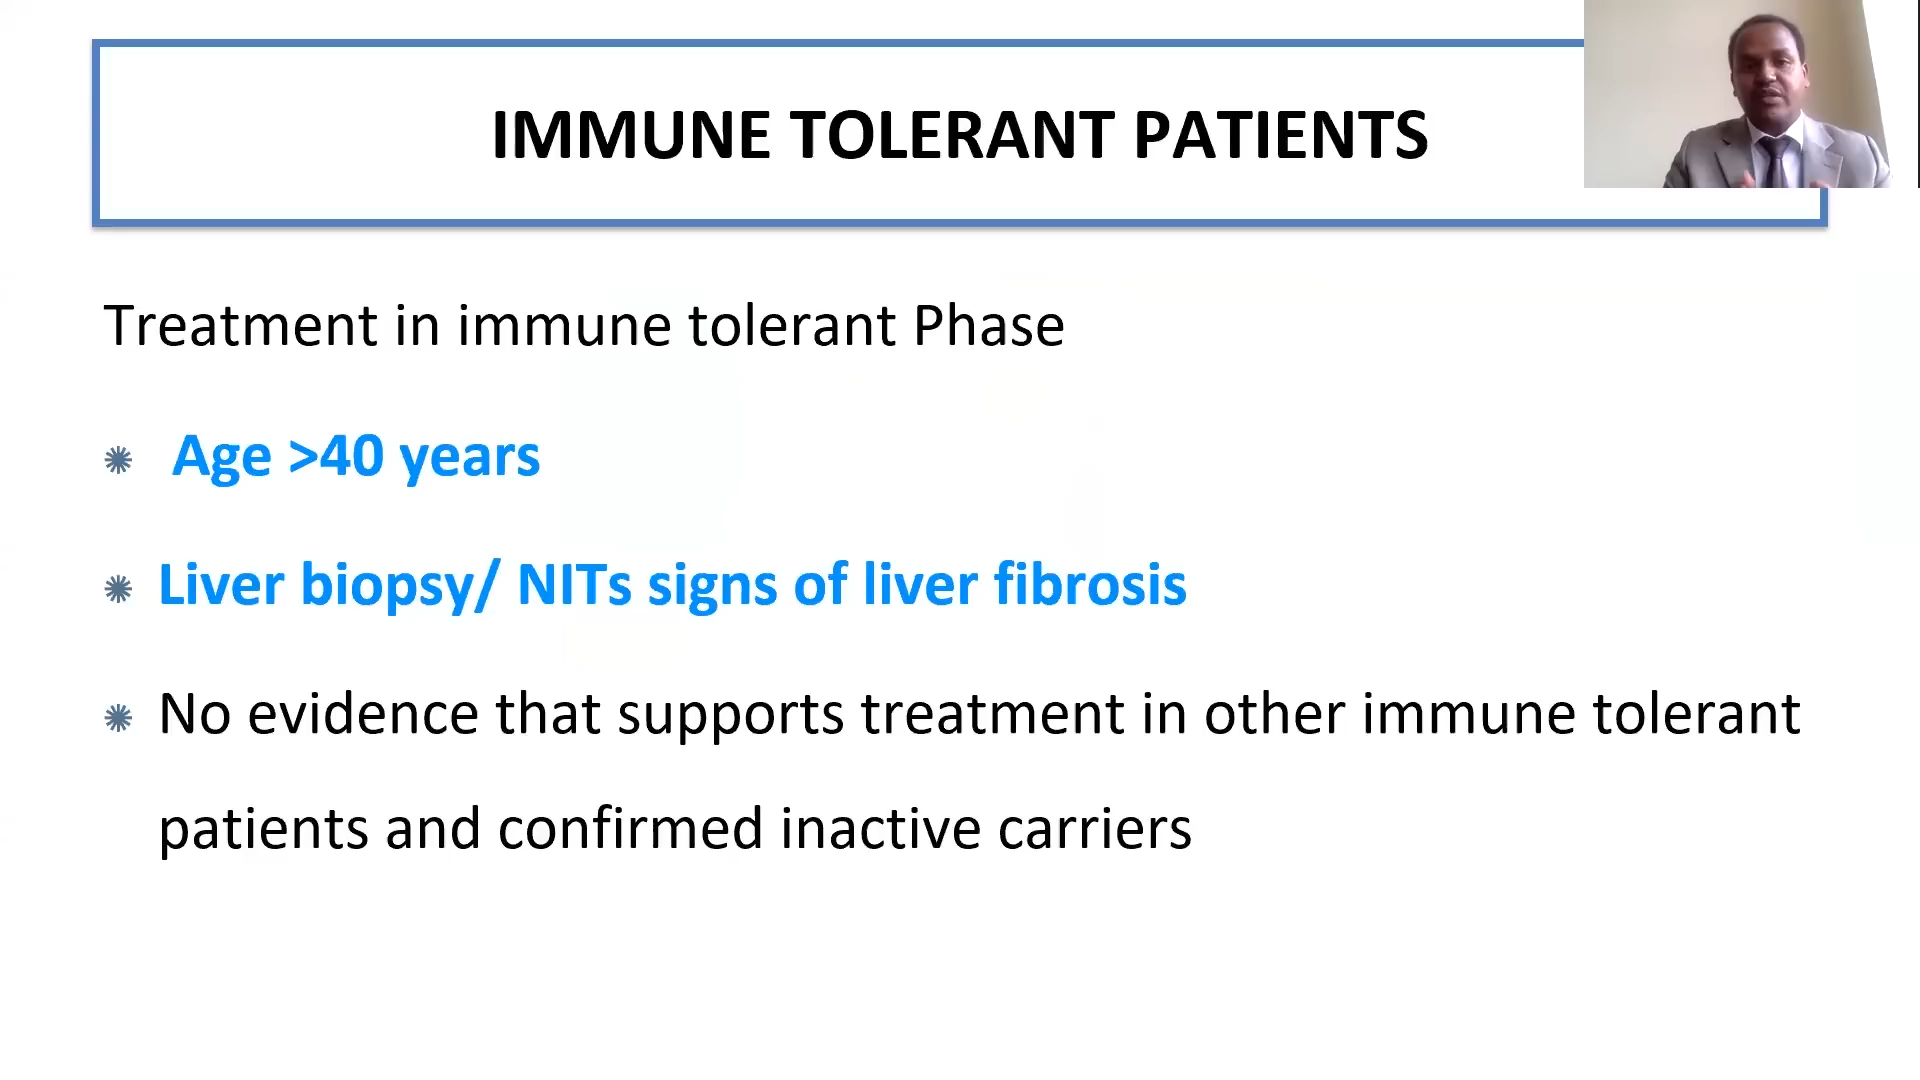 IMMUNE TOLERANT PATIENTS
Treatment in immune tolerant Phase
Age >40 years
Liver biopsy/ NITs signs of liver fibrosis
No evidence that supports treatment in other immune tolerant
patients and confirmed inactive carriers